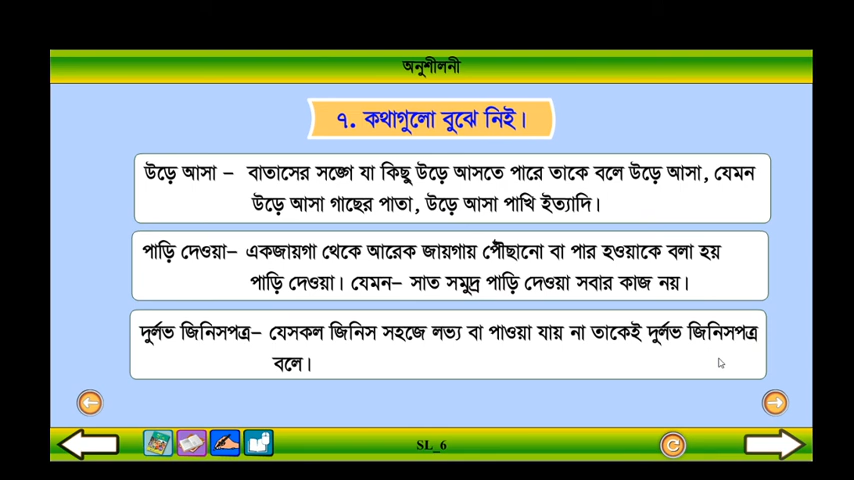 অনুশীলনী
৭. কথাগুলো বুঝে নিই।
উড়ে আসা – বাতাসের সঙ্গে যা কিছু উড়ে আসতে পারে তাকে বলে উড়ে আসা, যেমন
উড়ে আসা গাছের পাতা, উড়ে আসা পাখি ইত্যাদি।
পাড়ি দেওয়া– একজায়গা থেকে আরেক জায়গায় পৌঁছানো বা পার হওয়াকে বলা হয়
পাড়ি দেওয়া। যেমন– সাত সমুদ্র পাড়ি দেওয়া সবার কাজ নয়।
দুর্লভ জিনিসপত্র– যেসকল জিনিস সহজে লভ্য বা পাওয়া যায় না তাকেই দুর্লভ জিনিসপত্র
বলে।
SL_6